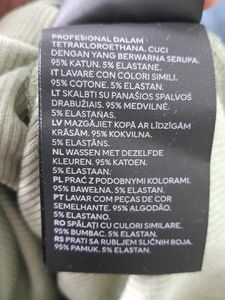 PROFESIONAL DALAM
TETRAKLOROETHANA. CUCI
DENGAN YANG BERWARNA SERUPA.
95% KATUN. 5% ELASTANE.
IT LAVARE CON COLORI SIMILI.
95% COTONE. 5% ELASTAN.
LT SKALBTI SU PANAŠIOS SPALVOS
DRABUŽIAIS. 95% MEDVILNĖ.
5% ELASTANAS.
LV MAZGĀJIET KOPĀ AR LĪDZĪGĀM
KRĀSĀM. 95% KOKVILNA.
5% ELASTĀNS.
NL WASSEN MET DEZELFDE
KLEUREN. 95% KATOEN.
5% ELASTAAN.
PL PRAĆ Z PODOBNYMI KOLORAMI.
95% BAWEŁNA. 5% ELASTAN.
PT LAVAR COM PEÇAS DE COR
SEMELHANTE. 95% ALGODÃO.
5% ELASTANO.
RO SPĂLAȚI CU CULORI SIMILARE.
95% BUMBAC. 5% ELASTAN.
RS PRATI SA RUBLJEM SLIČNIH BOJA.
95% PAMUK. 5% ELASTAN.